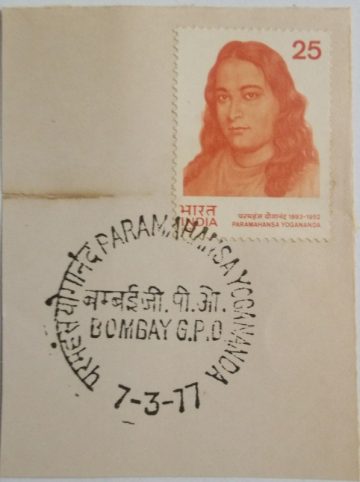 25
भारत
INDIA
परमहंस योगानंद 1893-1952
PARAMAHANSA YOGANANDA
परमहंस योगानंद PARAMAHANSA YOGANANDA
बम्बई जी.पी.ओ.
BOMBAY G.P.O.
7-3-77